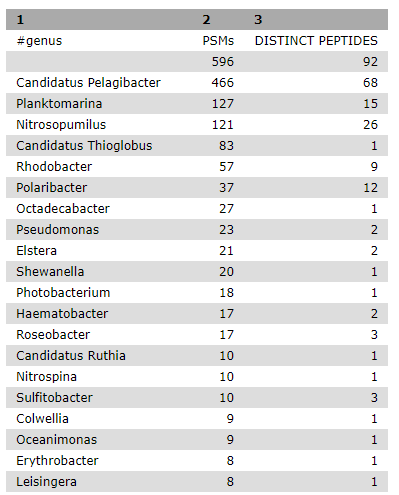 1 2 3
#genus PSMs DISTINCT PEPTIDES
596 92
Candidatus Pelagibacter 466 68
Planktomarina 127 15
Nitrosopumilus 121 26
Candidatus Thioglobus 83 1
Rhodobacter 57 9
Polaribacter 37 12
Octadecabacter 27 1
Pseudomonas 23 2
Elstera 21 2
Shewanella 20 1
Photobacterium 18 1
Haematobacter 17 2
Roseobacter 17 3
Candidatus Ruthia 10 1
Nitrospina 10 1
Sulfitobacter 10 3
Colwellia 9 1
Oceanimonas 9 1
Erythrobacter 8 1
Leisingera 8 1